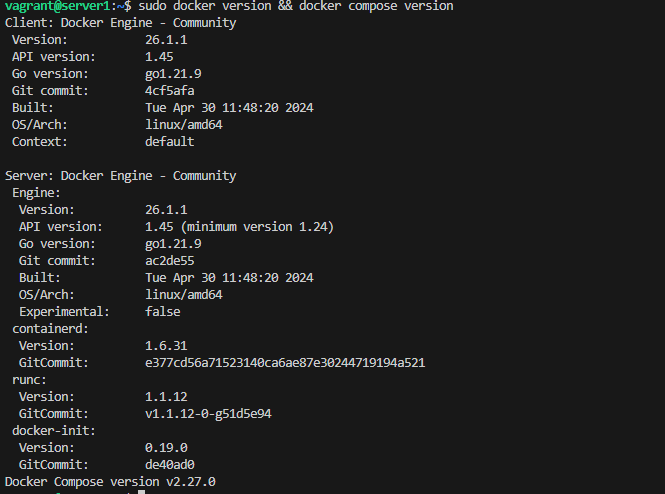 vagrant@server1:~$ sudo docker version && docker compose version
Client: Docker Engine - Community
 Version:           26.1.1
 API version:       1.45
 Go version:        go1.21.9
 Git commit:        4cf5afa
 Built:             Tue Apr 30 11:48:20 2024
 OS/Arch:           linux/amd64
 Context:           default

Server: Docker Engine - Community
 Engine:
  Version:          26.1.1
  API version:      1.45 (minimum version 1.24)
  Go version:       go1.21.9
  Git commit:       ac2de55
  Built:            Tue Apr 30 11:48:20 2024
  OS/Arch:          linux/amd64
  Experimental:     false
 containerd:
  Version:          1.6.31
  GitCommit:        e377cd56a71523140ca6ae87e30244719194a521
 runc:
  Version:          1.1.12
  GitCommit:        v1.1.12-0-g51d5e94
 docker-init:
  Version:          0.19.0
  GitCommit:        de40ad0
Docker Compose version v2.27.0